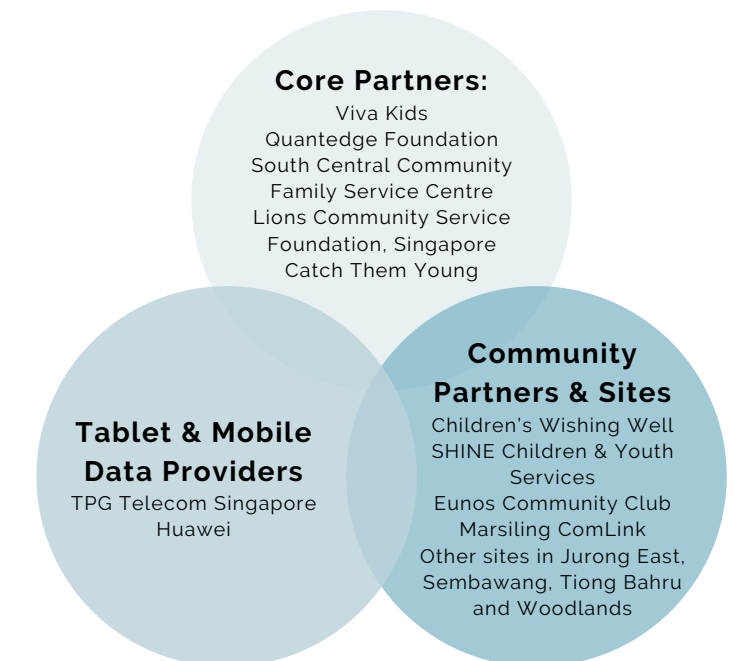 Core Partners:
Viva Kids
Quantedge Foundation
South Central Community
Family Service Centre
Lions Community Service
Foundation, Singapore
Catch Them Young
Tablet & Mobile
Data Providers
TPG Telecom Singapore
Huawei
Community
Partners & Sites
Children's Wishing Well
SHINE Children & Youth
Services
Eunos Community Club
Marsiling ComLink
Other sites in Jurong East,
Sembawang, Tiong Bahru
and Woodlands